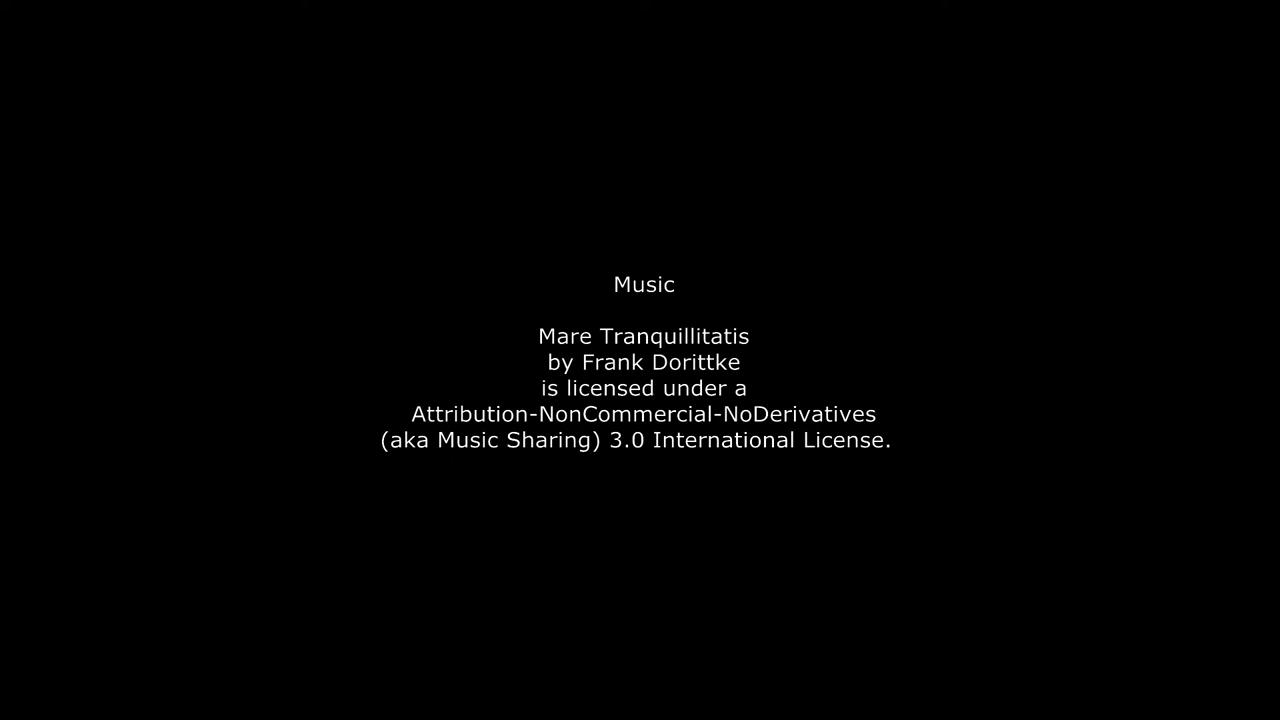 Music
Mare Tranquillitatis
by Frank Dorittke
is licensed under a
Attribution-NonCommercial-NoDerivatives
(aka Music Sharing) 3.0 International License.